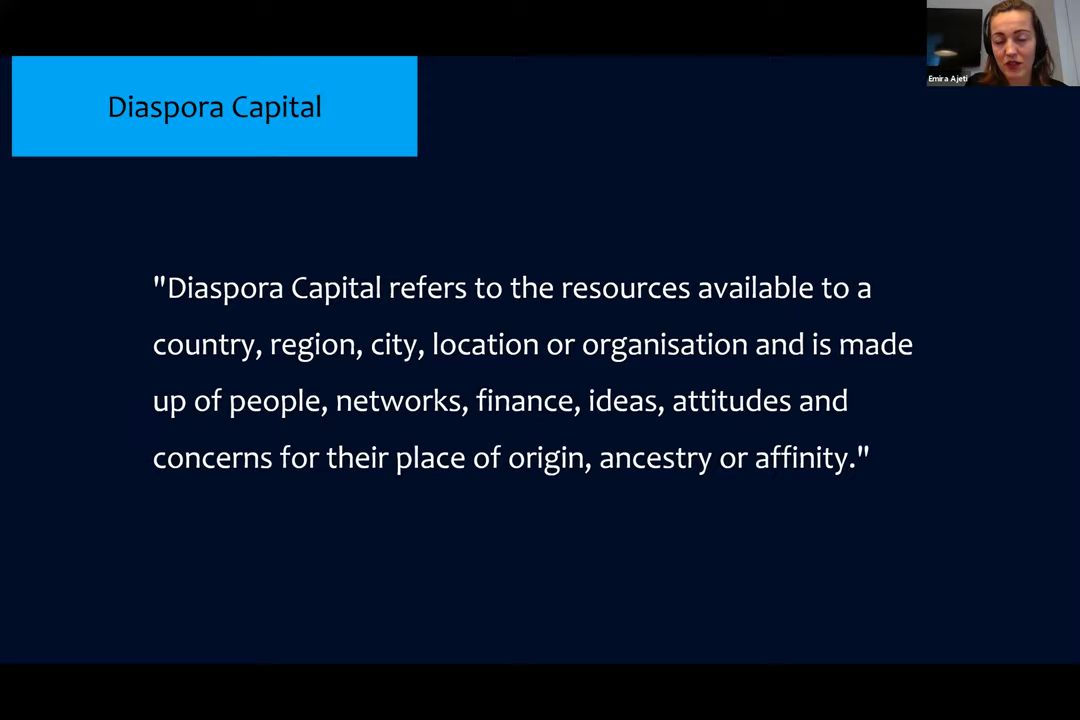 Emira Ajeti
Diaspora Capital
"Diaspora Capital refers to the resources available to a
country, region, city, location or organisation and is made
up of people, networks, finance, ideas, attitudes and
concerns for their place of origin, ancestry or affinity."